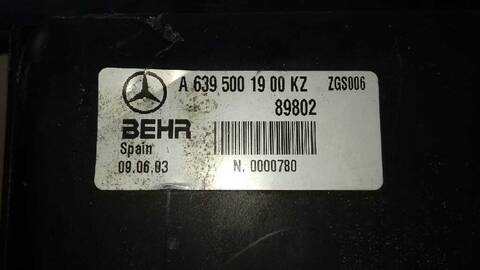 A 639 500 19 00 KZ ZGS006
89802
BEHR
Spain
09.06.03 N. 0000780